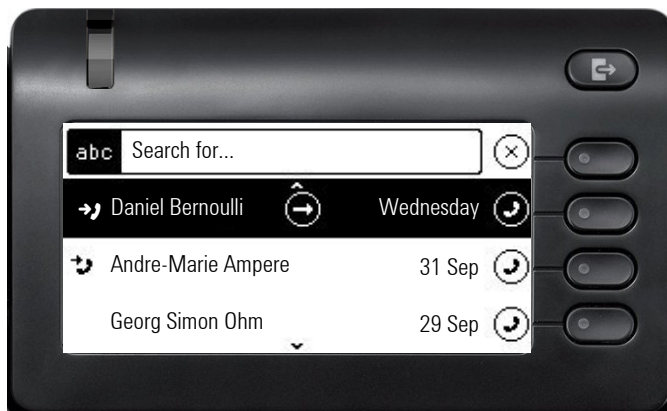 abc Search for...
Daniel Bernoulli Wednesday
Andre-Marie Ampere 31 Sep
Georg Simon Ohm 29 Sep